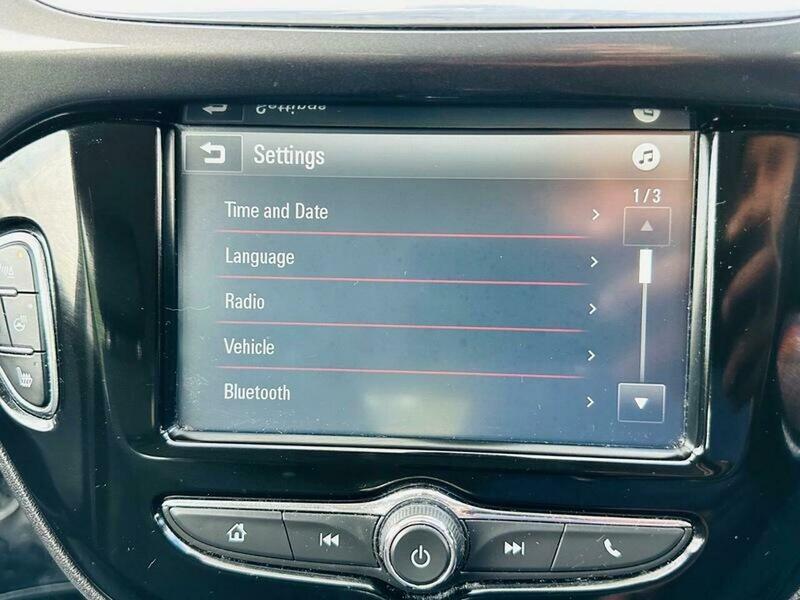 Settings
1/3
Time and Date
Language
Radio
Vehicle
Bluetooth